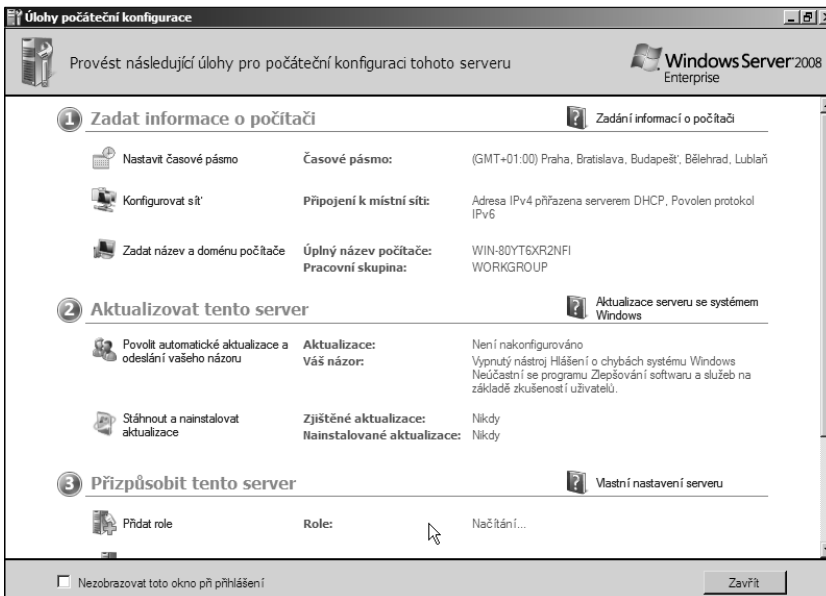 Úlohy počáteční konfigurace
Provést následující úlohy pro počáteční konfiguraci tohoto serveru
Windows Server 2008
Enterprise
1 Zadat informace o počítači
Zadání informací o počítači
Nastavit časové pásmo Časové pásmo: (GMT+01:00) Praha, Bratislava, Budapešť, Bělehrad, Lublaň
Konfigurovat síť Připojení k místní síti: Adresa IPv4 přiřazena serverem DHCP, Povolen protokol
IPv6
Zadat název a doménu počítače Úplný název počítače: WIN-80YT6XR2NFI
Pracovní skupina: WORKGROUP
2 Aktualizovat tento server
Aktualizace serveru se systémem
Windows
Povolit automatické aktualizace a Aktualizace: Není nakonfigurováno
odeslání vašeho názoru Váš názor: Vypnutý nástroj Hlášení o chybách systému Windows
Neúčastní se programu Zlepšování softwaru a služeb na
základě zkušeností uživatelů.
Stáhnout a nainstalovat Zjištěné aktualizace: Nikdy
aktualizace Nainstalované aktualizace: Nikdy
3 Přizpůsobit tento server
Vlastní nastavení serveru
Přidat role Role: Načítání...
Nezobrazovat toto okno při přihlášení
Zavřít